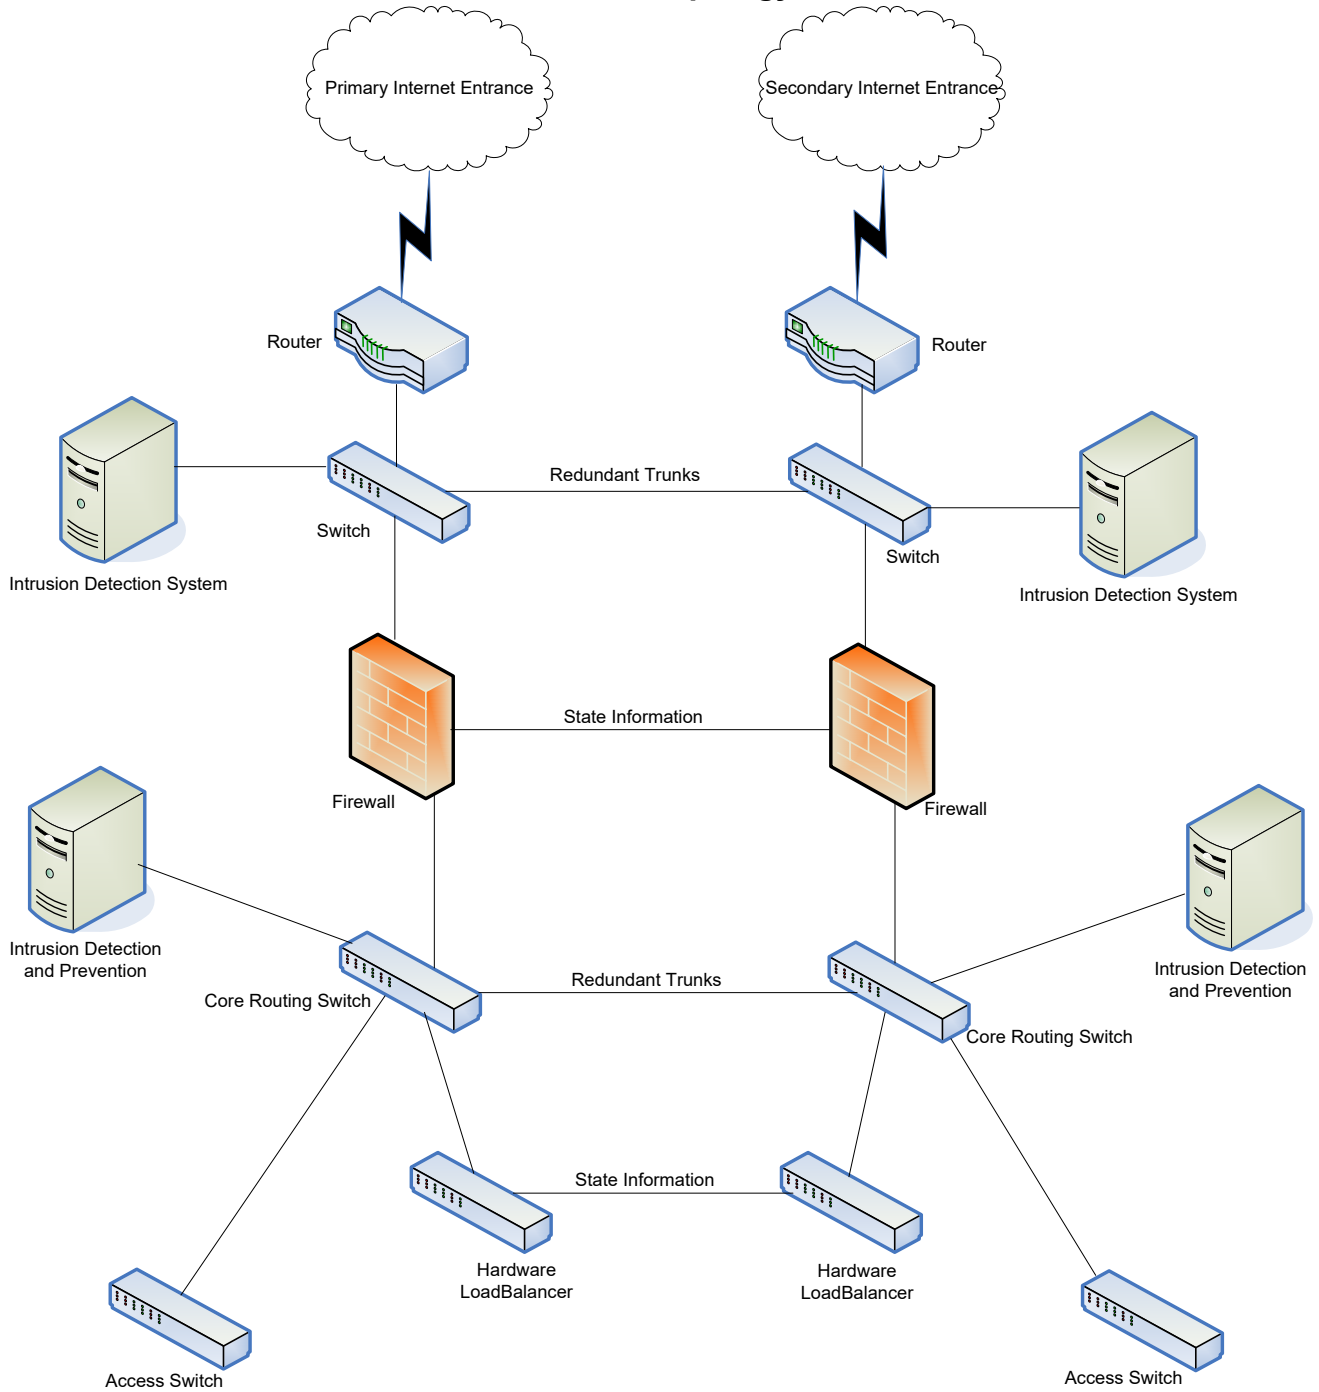 Primary Internet Entrance
Secondary Internet Entrance
Router
Router
Redundant Trunks
Switch
Switch
Intrusion Detection System
Intrusion Detection System
State Information
Firewall
Firewall
Intrusion Detection
and Prevention
Intrusion Detection
and Prevention
Redundant Trunks
Core Routing Switch
Core Routing Switch
State Information
Hardware
LoadBalancer
Hardware
LoadBalancer
Access Switch
Access Switch